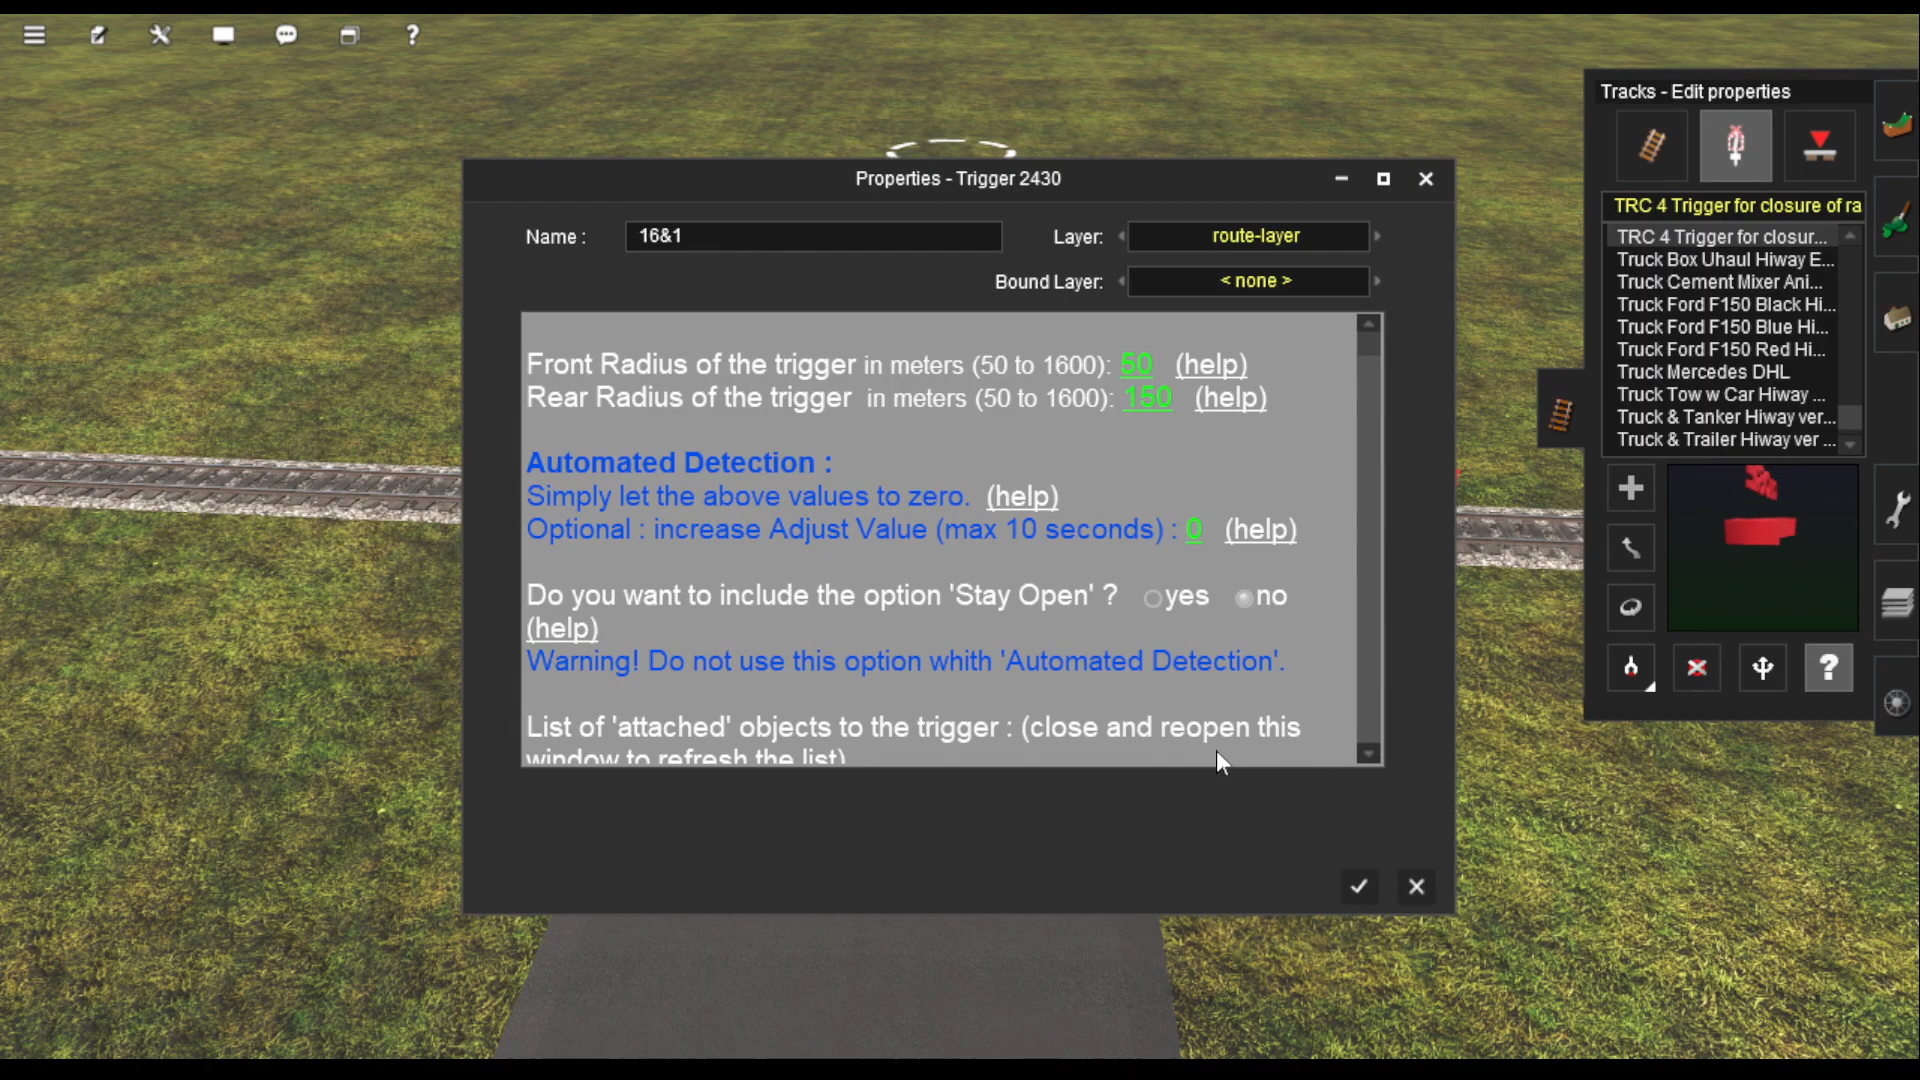 Tracks - Edit properties
TRC 4 Trigger for closure of ra
TRC 4 Trigger for closur...
Truck Box Uhaul Hiway E...
Truck Cement Mixer Ani...
Truck Ford F150 Black Hi...
Truck Ford F150 Blue Hi...
Truck Ford F150 Red Hi...
Truck Mercedes DHL
Truck Tow w Car Hiway ...
Truck & Tanker Hiway ver...
Truck & Trailer Hiway ver ...
Properties - Trigger 2430
Name : 16&1
Layer: route-layer
Bound Layer: < none >
Front Radius of the trigger in meters (50 to 1600): 50 (help)
Rear Radius of the trigger in meters (50 to 1600): 150 (help)
Automated Detection :
Simply let the above values to zero. (help)
Optional : increase Adjust Value (max 10 seconds) : 0 (help)
Do you want to include the option 'Stay Open' ? yes no
(help)
Warning! Do not use this option whith 'Automated Detection'.
List of 'attached' objects to the trigger : (close and reopen this
window to refresh the list)